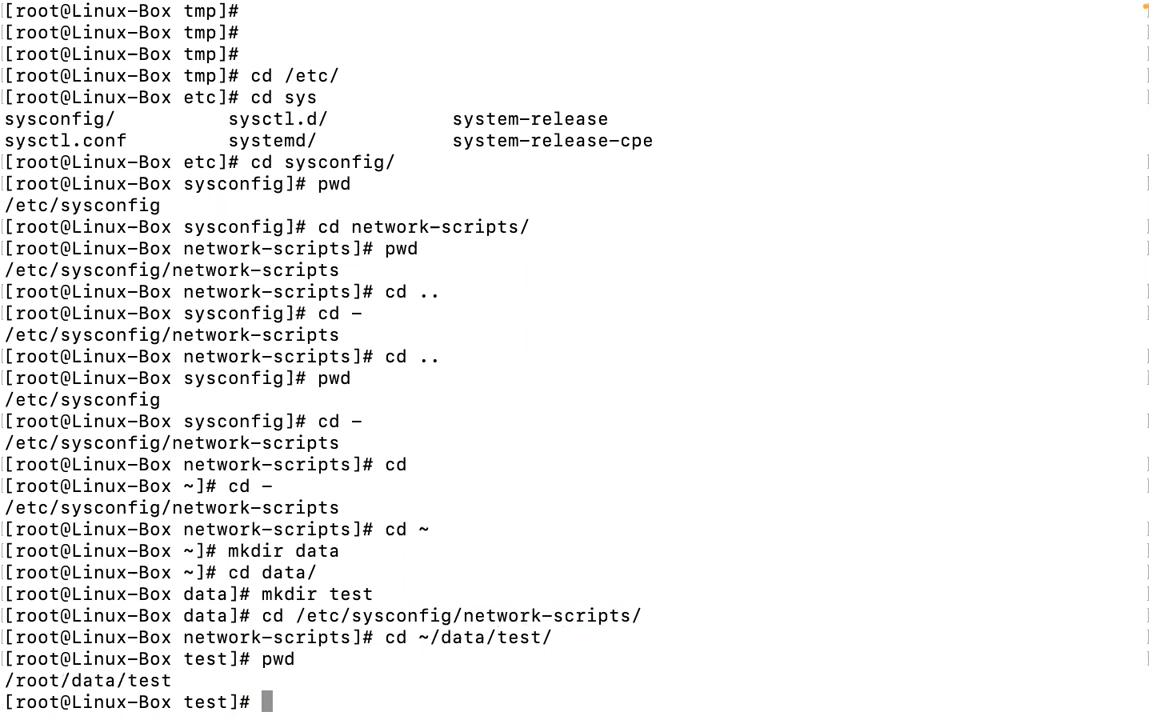 [root@Linux-Box tmp]#
[root@Linux-Box tmp]#
[root@Linux-Box tmp]#
[root@Linux-Box tmp]# cd /etc/
[root@Linux-Box etc]# cd sys
sysconfig/ sysctl.d/ system-release
sysctl.conf systemd/ system-release-cpe
[root@Linux-Box etc]# cd sysconfig/
[root@Linux-Box sysconfig]# pwd
/etc/sysconfig
[root@Linux-Box sysconfig]# cd network-scripts/
[root@Linux-Box network-scripts]# pwd
/etc/sysconfig/network-scripts
[root@Linux-Box network-scripts]# cd ..
[root@Linux-Box sysconfig]# cd -
/etc/sysconfig/network-scripts
[root@Linux-Box network-scripts]# cd ..
[root@Linux-Box sysconfig]# pwd
/etc/sysconfig
[root@Linux-Box sysconfig]# cd -
/etc/sysconfig/network-scripts
[root@Linux-Box network-scripts]# cd
[root@Linux-Box ~]# cd -
/etc/sysconfig/network-scripts
[root@Linux-Box network-scripts]# cd ~
[root@Linux-Box ~]# mkdir data
[root@Linux-Box ~]# cd data/
[root@Linux-Box data]# mkdir test
[root@Linux-Box data]# cd /etc/sysconfig/network-scripts/
[root@Linux-Box network-scripts]# cd ~/data/test/
[root@Linux-Box test]# pwd
/root/data/test
[root@Linux-Box test]#